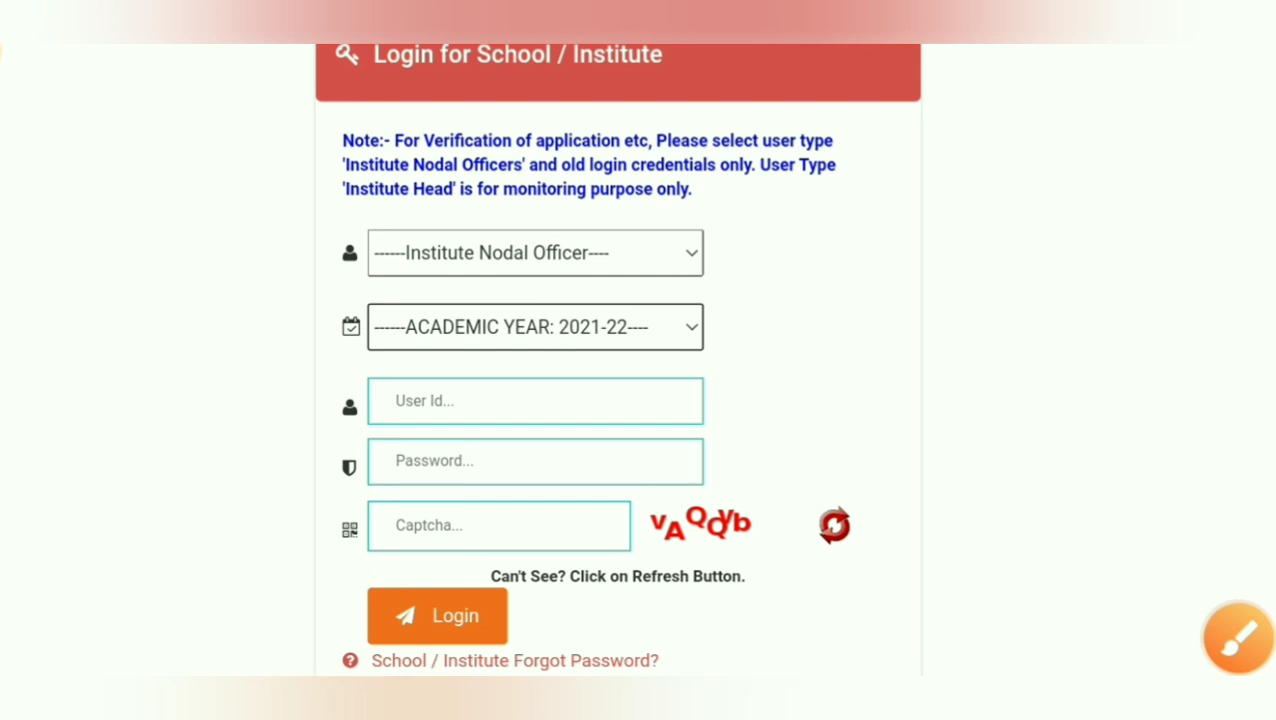 Login for School / Institute
Note:- For Verification of application etc, Please select user type
'Institute Nodal Officers' and old login credentials only. User Type
'Institute Head' is for monitoring purpose only.
------Institute Nodal Officer----
------ACADEMIC YEAR: 2021-22----
User Id...
Password...
Captcha... vAQQVb
Can't See? Click on Refresh Button.
Login
School / Institute Forgot Password?